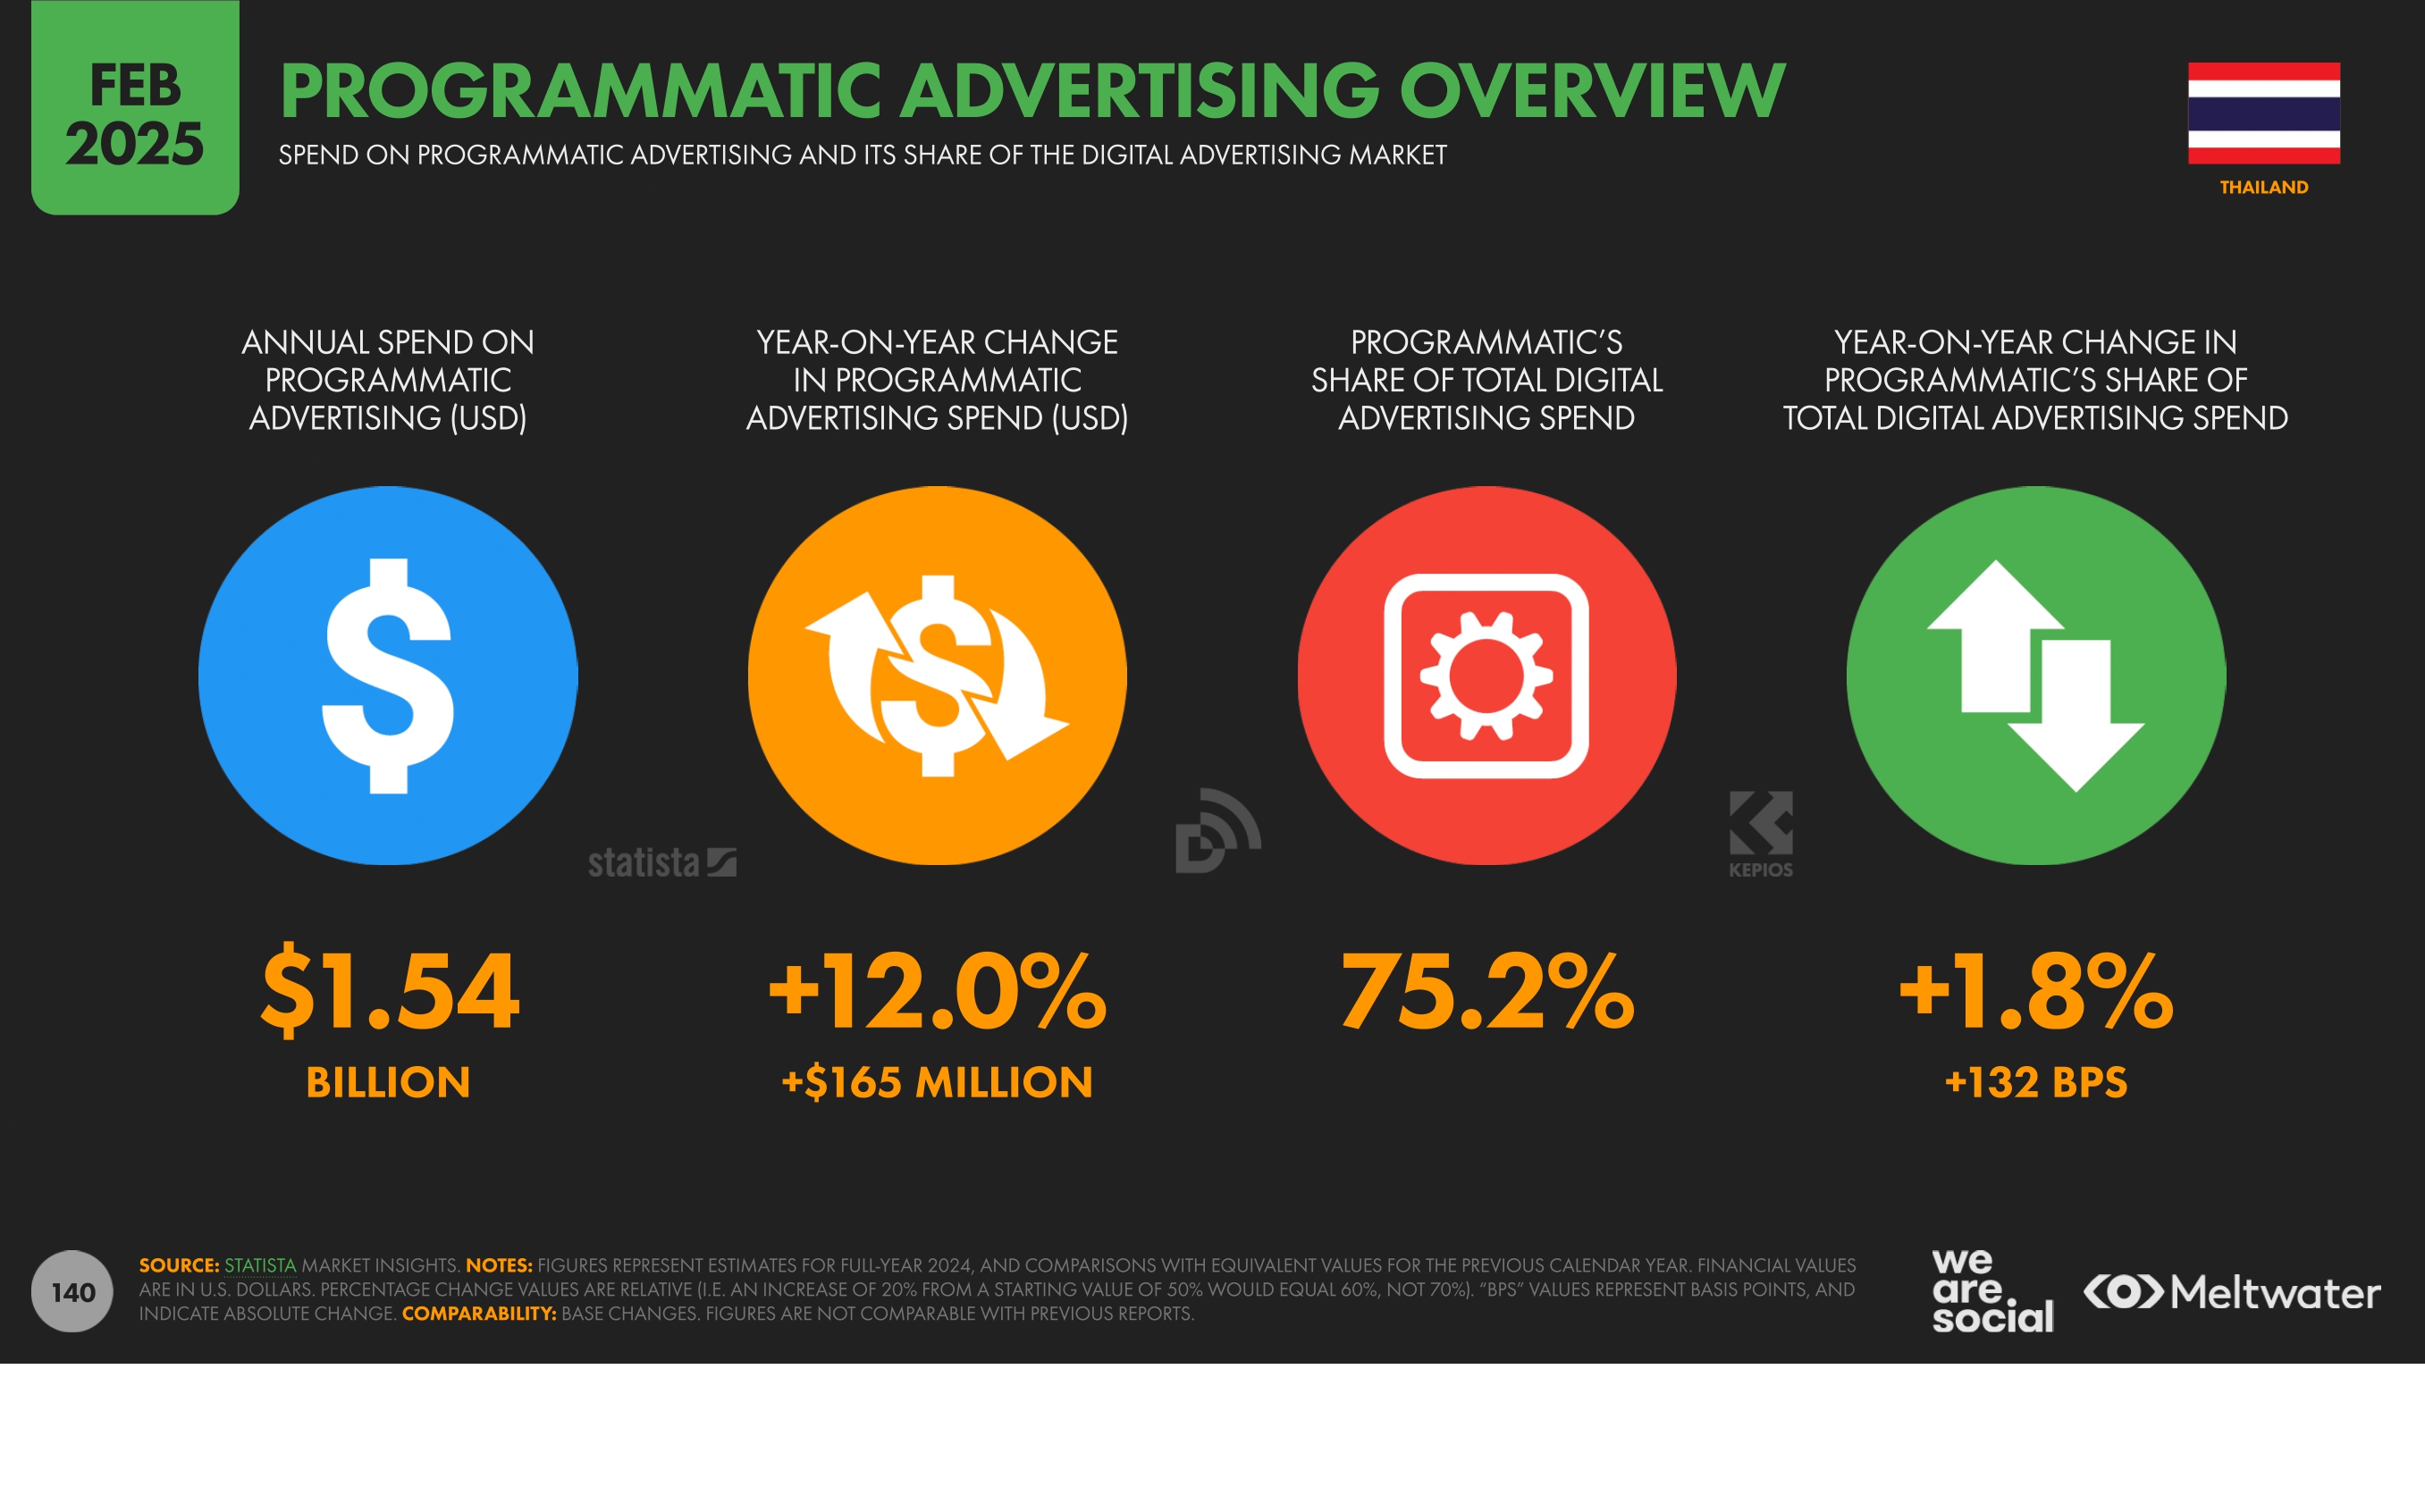 FEB
2025
PROGRAMMATIC ADVERTISING OVERVIEW
SPEND ON PROGRAMMATIC ADVERTISING AND ITS SHARE OF THE DIGITAL ADVERTISING MARKET
THAILAND
ANNUAL SPEND ON
PROGRAMMATIC
ADVERTISING (USD)
$1.54
BILLION
YEAR-ON-YEAR CHANGE
IN PROGRAMMATIC
ADVERTISING SPEND (USD)
+12.0%
+$165 MILLION
PROGRAMMATIC’S
SHARE OF TOTAL DIGITAL
ADVERTISING SPEND
75.2%
YEAR-ON-YEAR CHANGE IN
PROGRAMMATIC’S SHARE OF
TOTAL DIGITAL ADVERTISING SPEND
+1.8%
+132 BPS
statista
KEPIOS
140
SOURCE: STATISTA MARKET INSIGHTS. NOTES: FIGURES REPRESENT ESTIMATES FOR FULL-YEAR 2024, AND COMPARISONS WITH EQUIVALENT VALUES FOR THE PREVIOUS CALENDAR YEAR. FINANCIAL VALUES
ARE IN U.S. DOLLARS. PERCENTAGE CHANGE VALUES ARE RELATIVE (I.E. AN INCREASE OF 20% FROM A STARTING VALUE OF 50% WOULD EQUAL 60%, NOT 70%). “BPS” VALUES REPRESENT BASIS POINTS, AND
INDICATE ABSOLUTE CHANGE. COMPARABILITY: BASE CHANGES. FIGURES ARE NOT COMPARABLE WITH PREVIOUS REPORTS.
we
are
social
Meltwater